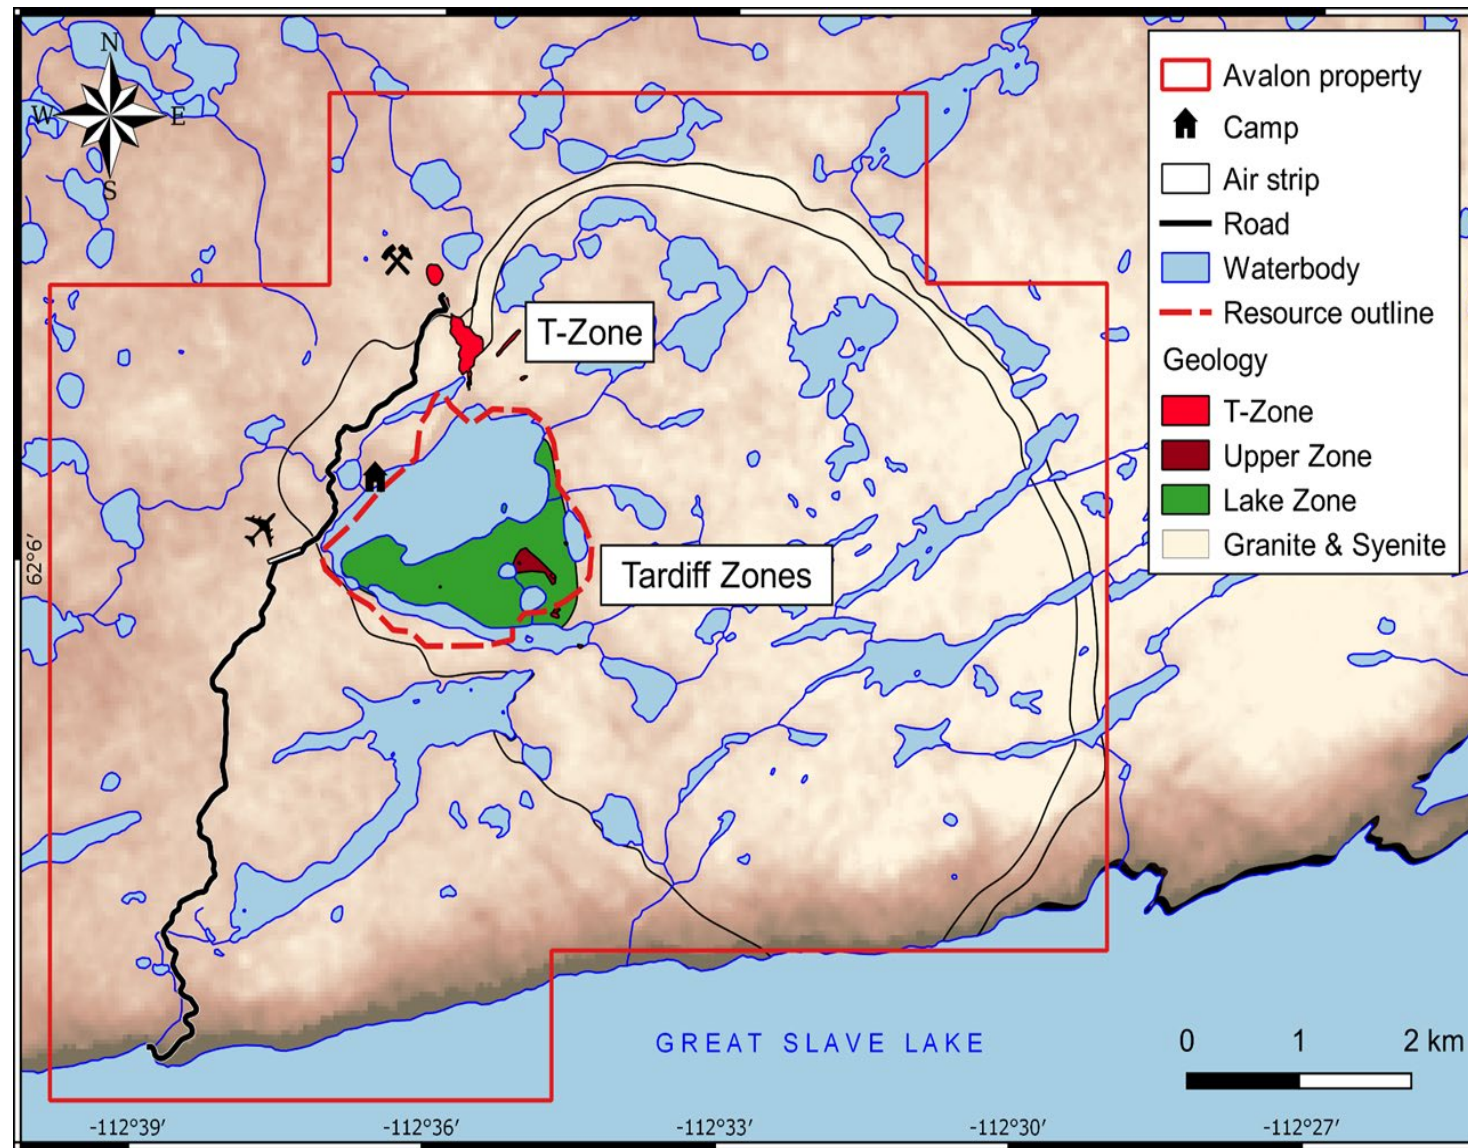 N
W E
S
Avalon property
Camp
Air strip
Road
Waterbody
Resource outline
Geology
T-Zone
Upper Zone
Lake Zone
Granite & Syenite
T-Zone
Tardiff Zones
62°6′
GREAT SLAVE LAKE
0 1 2 km
-112°39′ -112°36′ -112°33′ -112°30′ -112°27′